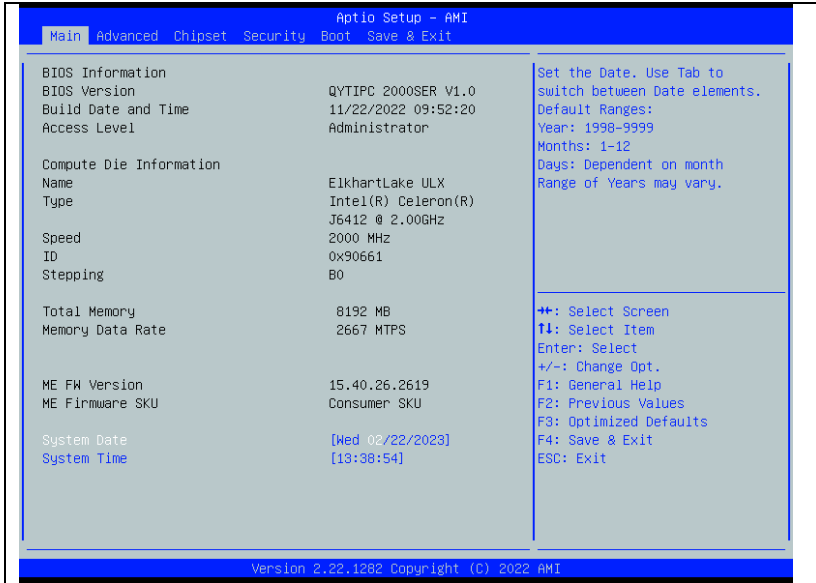 Aptio Setup – AMI
Main Advanced Chipset Security Boot Save & Exit
BIOS Information
BIOS Version QYTIPC 2000SER V1.0
Build Date and Time 11/22/2022 09:52:20
Access Level Administrator
Compute Die Information
Name ElkhartLake ULX
Type Intel(R) Celeron(R)
J6412 @ 2.00GHz
Speed 2000 MHz
ID 0x90661
Stepping B0
Total Memory 8192 MB
Memory Data Rate 2667 MTPS
ME FW Version 15.40.26.2619
ME Firmware SKU Consumer SKU
System Date [Wed 02/22/2023]
System Time [13:38:54]
Set the Date. Use Tab to
switch between Date elements.
Default Ranges:
Year: 1998-9999
Months: 1-12
Days: Dependent on month
Range of Years may vary.
→←: Select Screen
↑↓: Select Item
Enter: Select
+/-: Change Opt.
F1: General Help
F2: Previous Values
F3: Optimized Defaults
F4: Save & Exit
ESC: Exit
Version 2.22.1282 Copyright (C) 2022 AMI